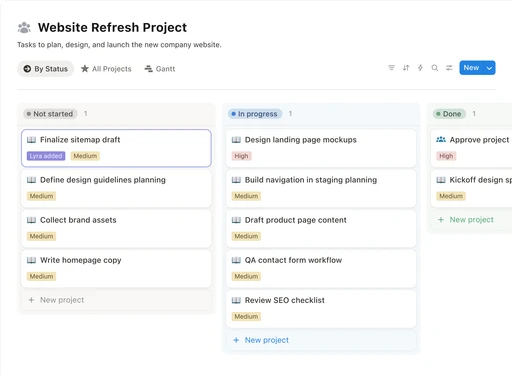 Website Refresh Project
Tasks to plan, design, and launch the new company website.
By Status
All Projects
Gantt
New
Not started 1
Finalize sitemap draft
Lyra added Medium
Define design guidelines planning
Medium
Collect brand assets
Medium
Write homepage copy
Medium
+ New project
In progress 1
Design landing page mockups
High
Build navigation in staging planning
Medium
Draft product page content
Medium
QA contact form workflow
Medium
Review SEO checklist
Medium
+ New project
Done 1
Approve project
High
Kickoff design sp
Medium
+ New project